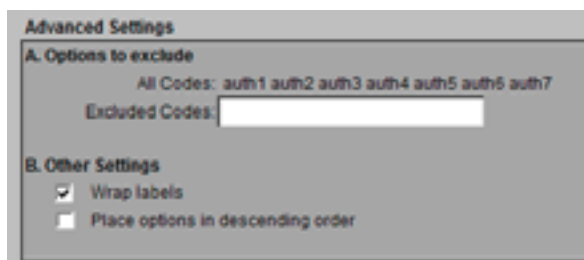 Advanced Settings
A. Options to exclude
All Codes: auth1 auth2 auth3 auth4 auth5 auth6 auth7
Excluded Codes:
B. Other Settings
Wrap labels
Place options in descending order